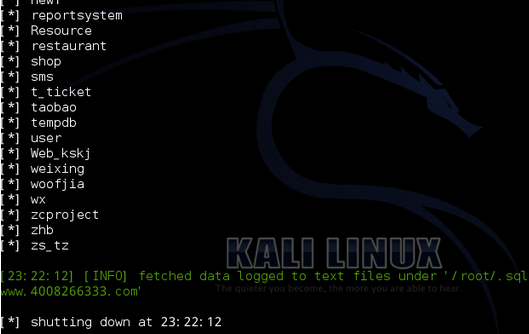 [*] reportsystem
[*] Resource
[*] restaurant
[*] shop
[*] sms
[*] t_ticket
[*] taobao
[*] tempdb
[*] user
[*] Web_kskj
[*] weixing
[*] woofjia
[*] wx
[*] zcproject
[*] zhb
[*] zs_tz
KALI LINUX
The quieter you become, the more you are able to hear
[23:22:12] [INFO] fetched data logged to text files under '/root/.sql
www.4008266333.com'
[*] shutting down at 23:22:12